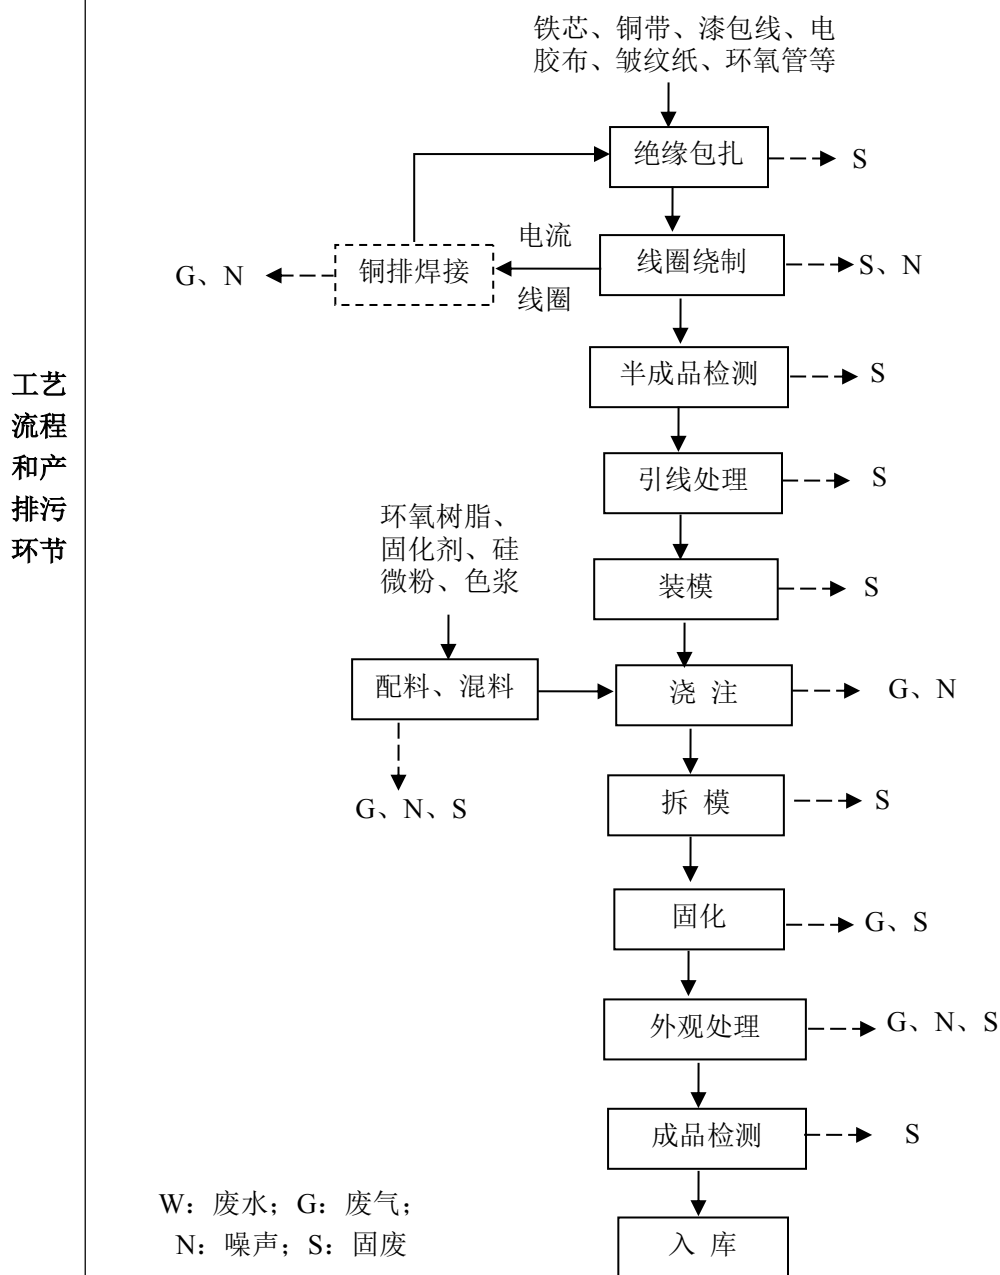 工艺
流程
和产
排污
环节
铁芯、铜带、漆包线、电
胶布、皱纹纸、环氧管等
绝缘包扎
S
电流
线圈
铜排焊接
G、N
线圈绕制
S、N
半成品检测
S
引线处理
S
环氧树脂、
固化剂、硅
微粉、色浆
装模
S
配料、混料
G、N、S
浇 注
G、N
拆 模
S
固化
G、S
外观处理
G、N、S
成品检测
S
入 库
W：废水；G：废气；
N：噪声；S：固废